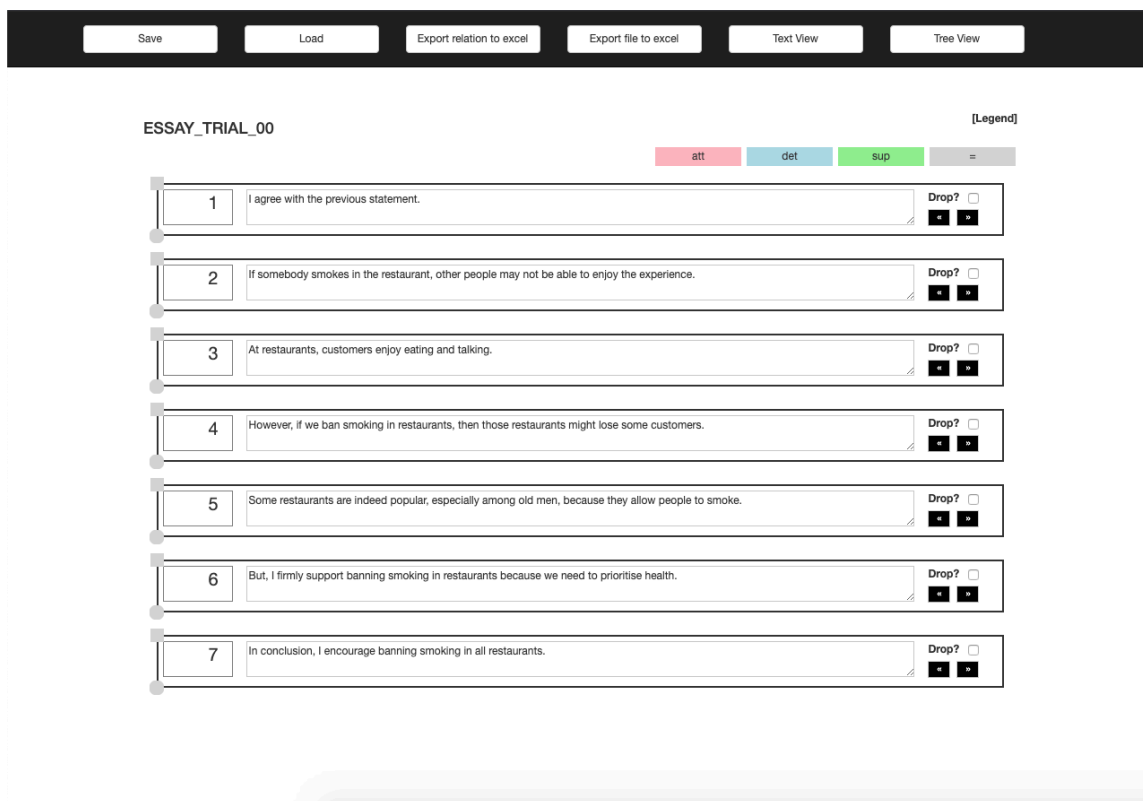 Save Load Export relation to excel Export file to excel Text View Tree View
ESSAY_TRIAL_00
[Legend]
att det sup =
1 I agree with the previous statement. Drop?
« »
2 If somebody smokes in the restaurant, other people may not be able to enjoy the experience. Drop?
« »
3 At restaurants, customers enjoy eating and talking. Drop?
« »
4 However, if we ban smoking in restaurants, then those restaurants might lose some customers. Drop?
« »
5 Some restaurants are indeed popular, especially among old men, because they allow people to smoke. Drop?
« »
6 But, I firmly support banning smoking in restaurants because we need to prioritise health. Drop?
« »
7 In conclusion, I encourage banning smoking in all restaurants. Drop?
« »